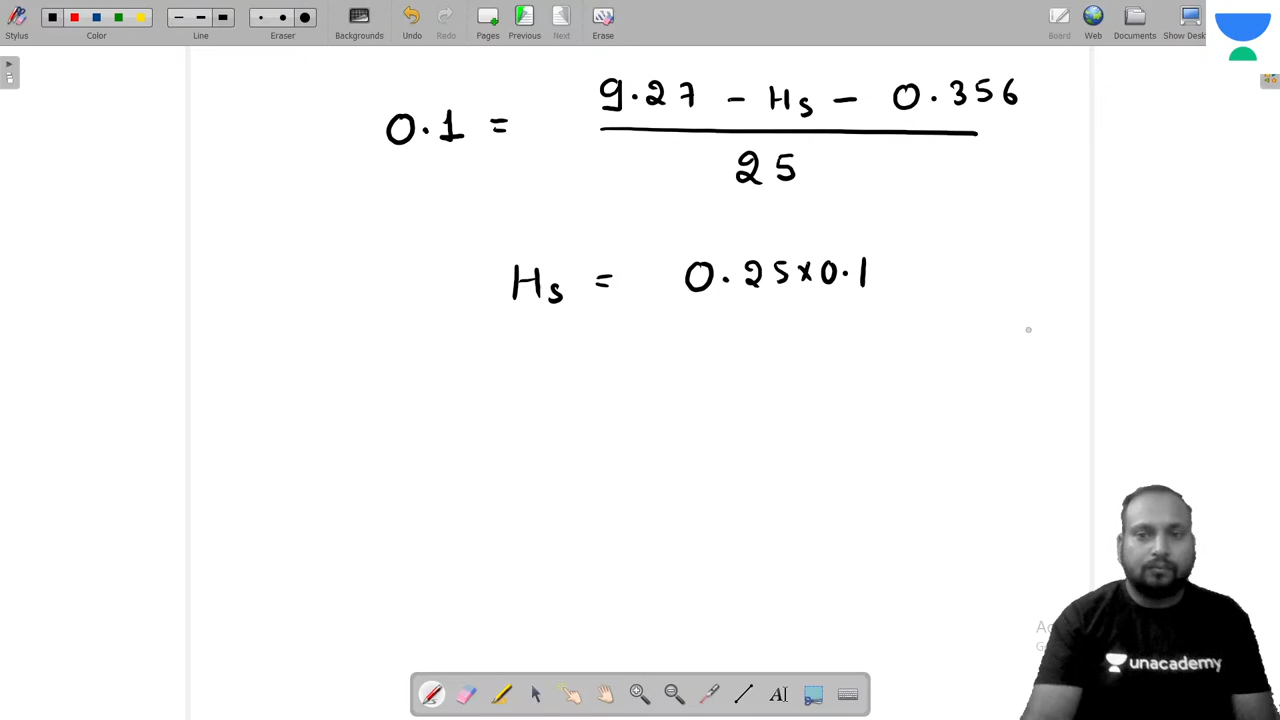 Stylus Color Line Eraser Backgrounds Undo Redo Pages Previous Next Erase Board Web Documents Show Desk
0.1 = 9.27 - Hs - 0.356
25
Hs = 0.25×0.1
unacademy